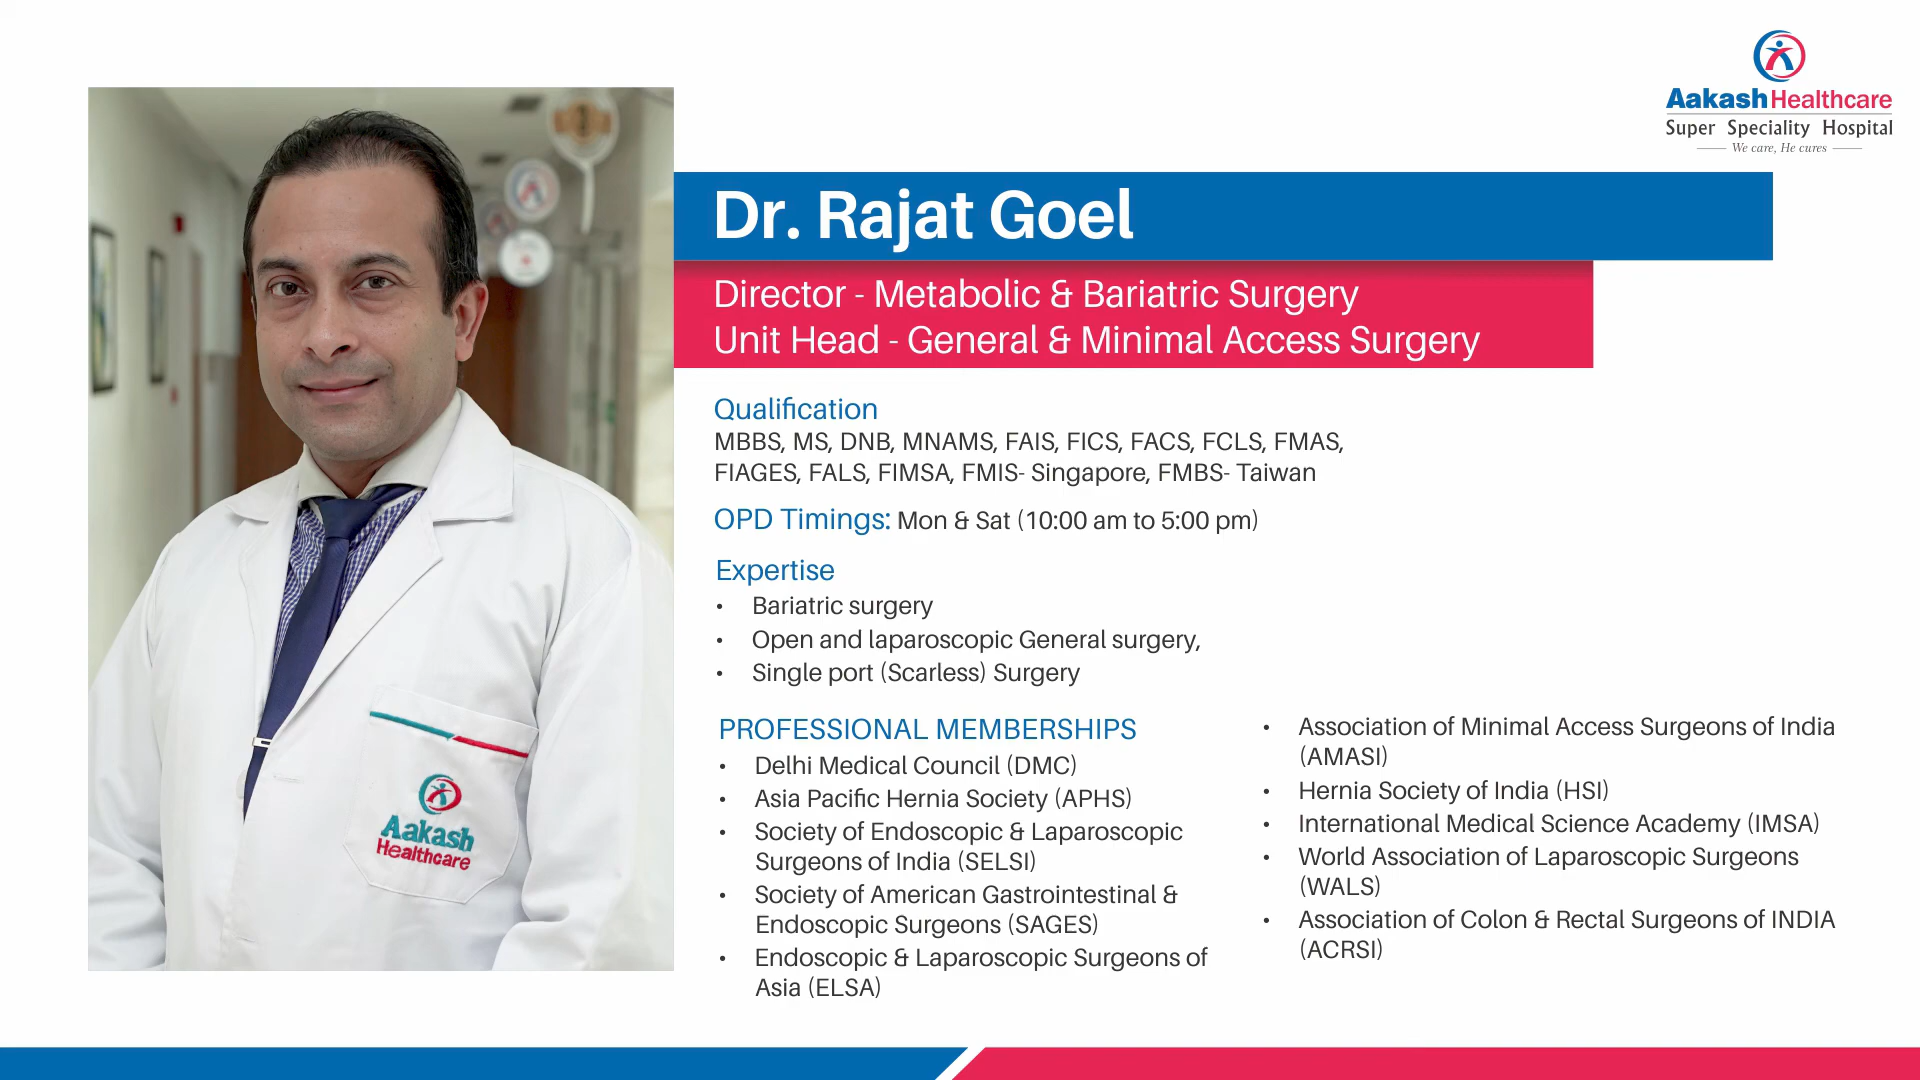 Aakash Healthcare
Super Speciality Hospital
We care, He cures
Dr. Rajat Goel
Director - Metabolic & Bariatric Surgery
Unit Head - General & Minimal Access Surgery
Qualification
MBBS, MS, DNB, MNAMS, FAIS, FICS, FACS, FCLS, FMAS,
FIAGES, FALS, FIMSA, FMIS- Singapore, FMBS- Taiwan
OPD Timings: Mon & Sat (10:00 am to 5:00 pm)
Expertise
• Bariatric surgery
• Open and laparoscopic General surgery,
• Single port (Scarless) Surgery
PROFESSIONAL MEMBERSHIPS
• Delhi Medical Council (DMC)
• Asia Pacific Hernia Society (APHS)
• Society of Endoscopic & Laparoscopic
Surgeons of India (SELSI)
• Society of American Gastrointestinal &
Endoscopic Surgeons (SAGES)
• Endoscopic & Laparoscopic Surgeons of
Asia (ELSA)
• Association of Minimal Access Surgeons of India
(AMASI)
• Hernia Society of India (HSI)
• International Medical Science Academy (IMSA)
• World Association of Laparoscopic Surgeons
(WALS)
• Association of Colon & Rectal Surgeons of INDIA
(ACRSI)
Aakash
Healthcare